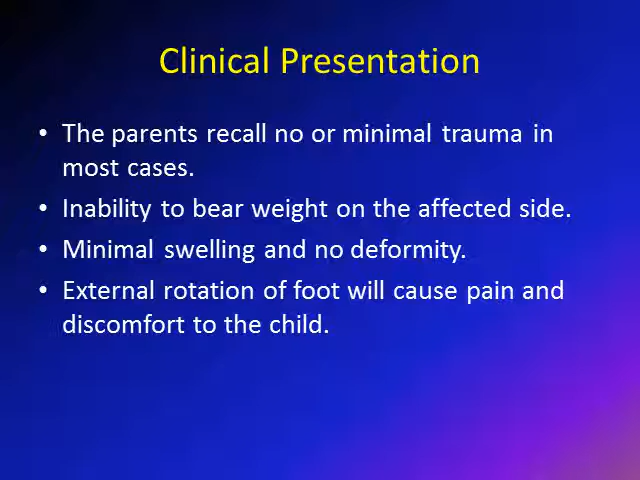 Clinical Presentation
• The parents recall no or minimal trauma in
most cases.
• Inability to bear weight on the affected side.
• Minimal swelling and no deformity.
• External rotation of foot will cause pain and
discomfort to the child.